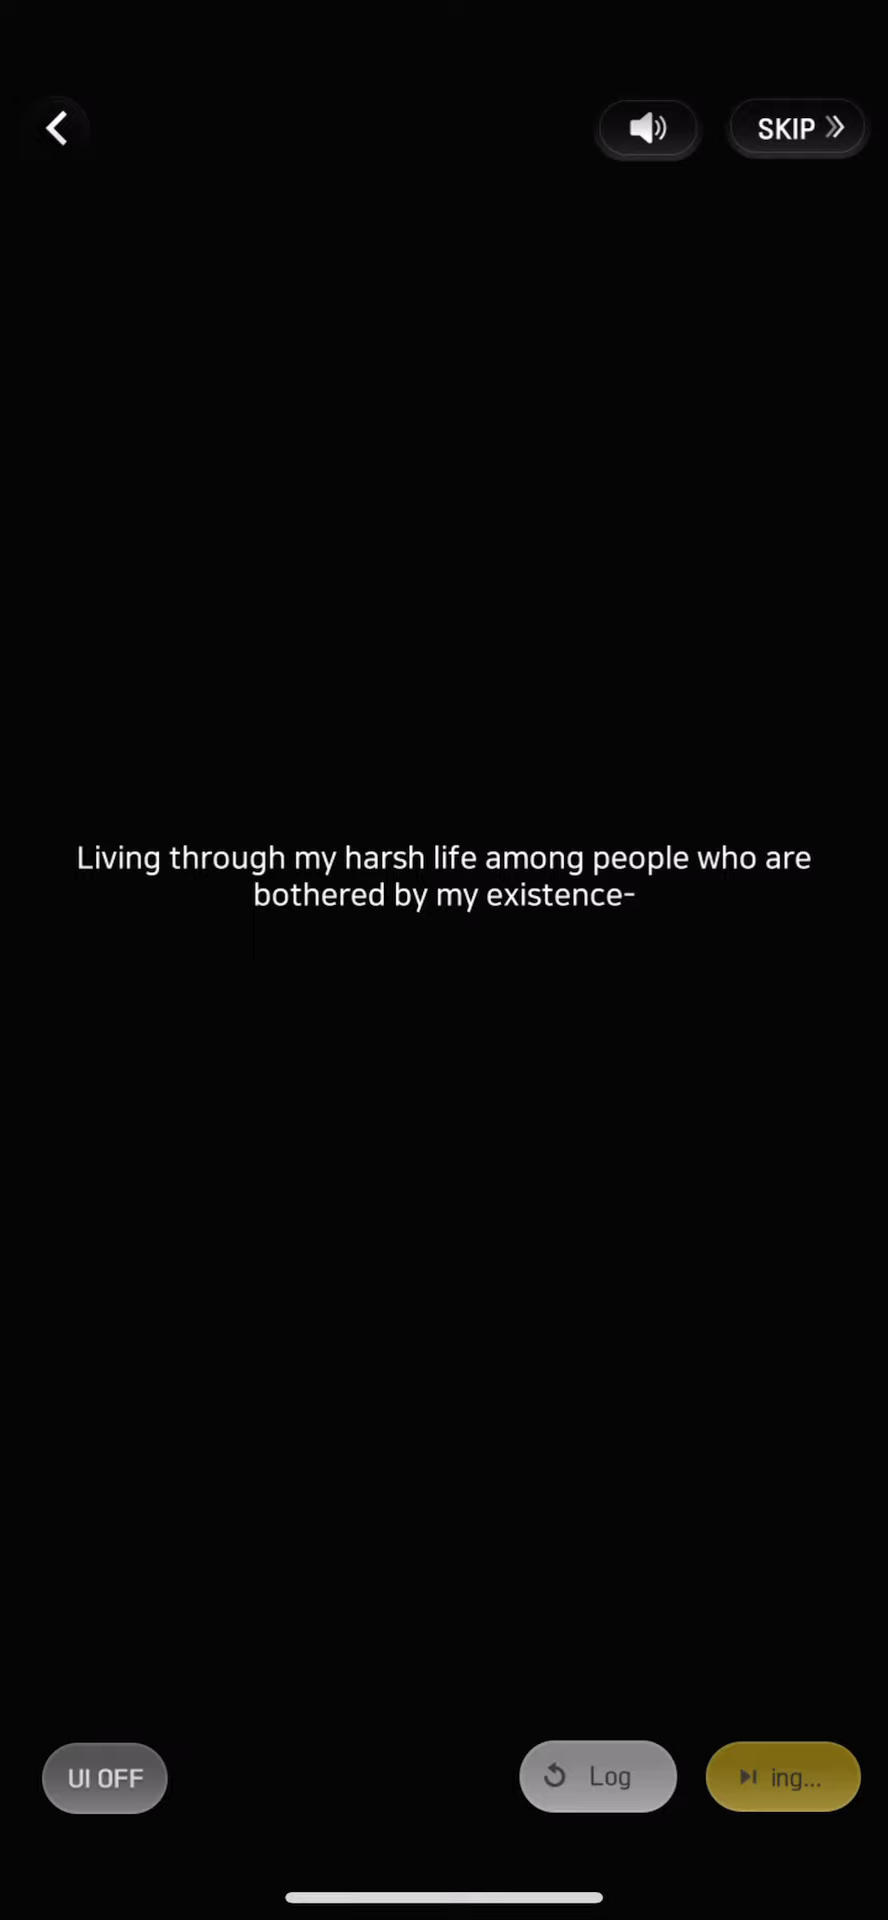 SKIP
Living through my harsh life among people who are
bothered by my existence-
UI OFF
Log
ing...